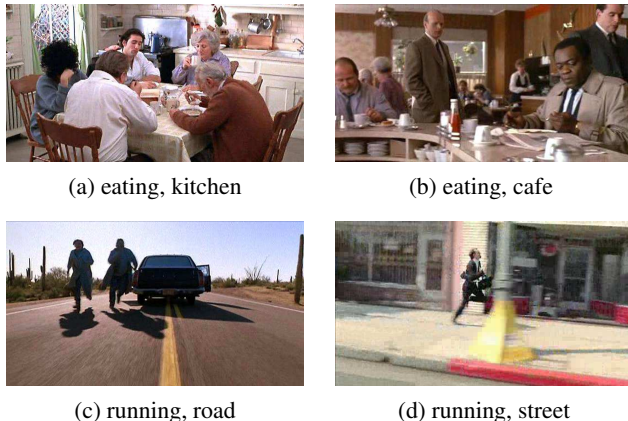 (a) eating, kitchen
(b) eating, cafe
(c) running, road
(d) running, street